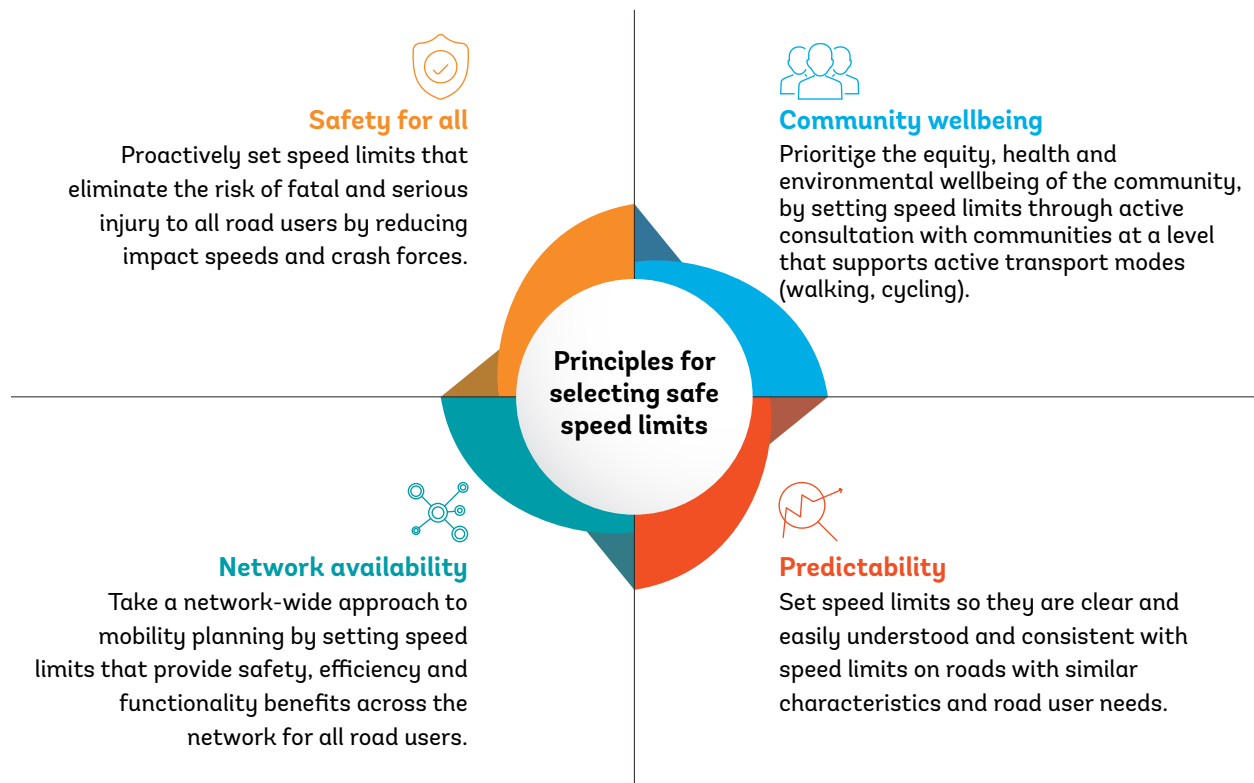 Safety for all
Proactively set speed limits that
eliminate the risk of fatal and serious
injury to all road users by reducing
impact speeds and crash forces.
Community wellbeing
Prioritize the equity, health and
environmental wellbeing of the community,
by setting speed limits through active
consultation with communities at a level
that supports active transport modes
(walking, cycling).
Principles for
selecting safe
speed limits
Network availability
Take a network-wide approach to
mobility planning by setting speed
limits that provide safety, efficiency and
functionality benefits across the
network for all road users.
Predictability
Set speed limits so they are clear and
easily understood and consistent with
speed limits on roads with similar
characteristics and road user needs.